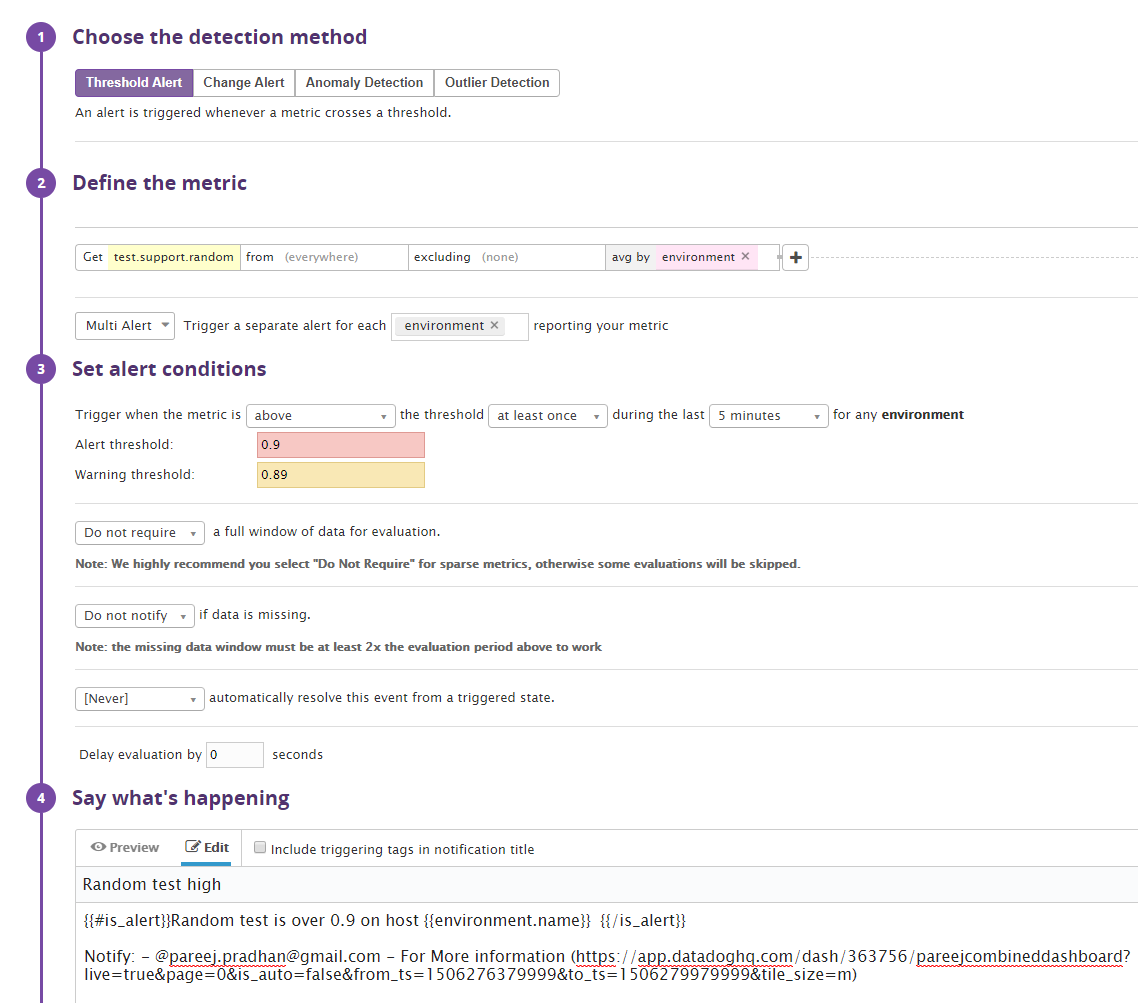 1 Choose the detection method
Threshold Alert Change Alert Anomaly Detection Outlier Detection
An alert is triggered whenever a metric crosses a threshold.
2 Define the metric
Get test.support.random from (everywhere) excluding (none) avg by environment ✕ +
Multi Alert Trigger a separate alert for each environment ✕ reporting your metric
3 Set alert conditions
Trigger when the metric is above the threshold at least once during the last 5 minutes for any environment
Alert threshold: 0.9
Warning threshold: 0.89
Do not require a full window of data for evaluation.
Note: We highly recommend you select "Do Not Require" for sparse metrics, otherwise some evaluations will be skipped.
Do not notify if data is missing.
Note: the missing data window must be at least 2x the evaluation period above to work
[Never] automatically resolve this event from a triggered state.
Delay evaluation by 0 seconds
4 Say what's happening
Preview Edit Include triggering tags in notification title
Random test high
{{#is_alert}}Random test is over 0.9 on host {{environment.name}} {{/is_alert}}
Notify: - @pareej.pradhan@gmail.com - For More information (https://app.datadoghq.com/dash/363756/pareejcombineddashboard?
live=true&page=0&is_auto=false&from_ts=1506276379999&to_ts=1506279979999&tile_size=m)